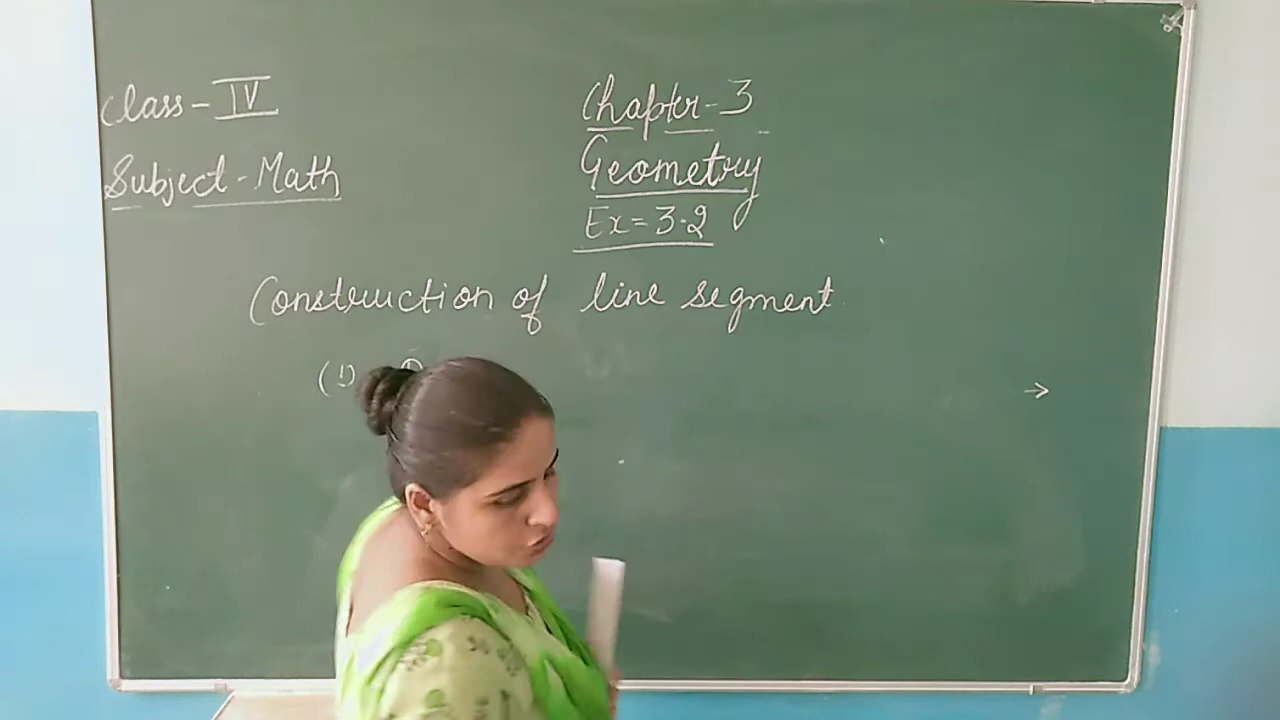 Class - IV
Subject - Math
Chapter - 3
Geometry
Ex = 3.2
Construction of line segment
(1)